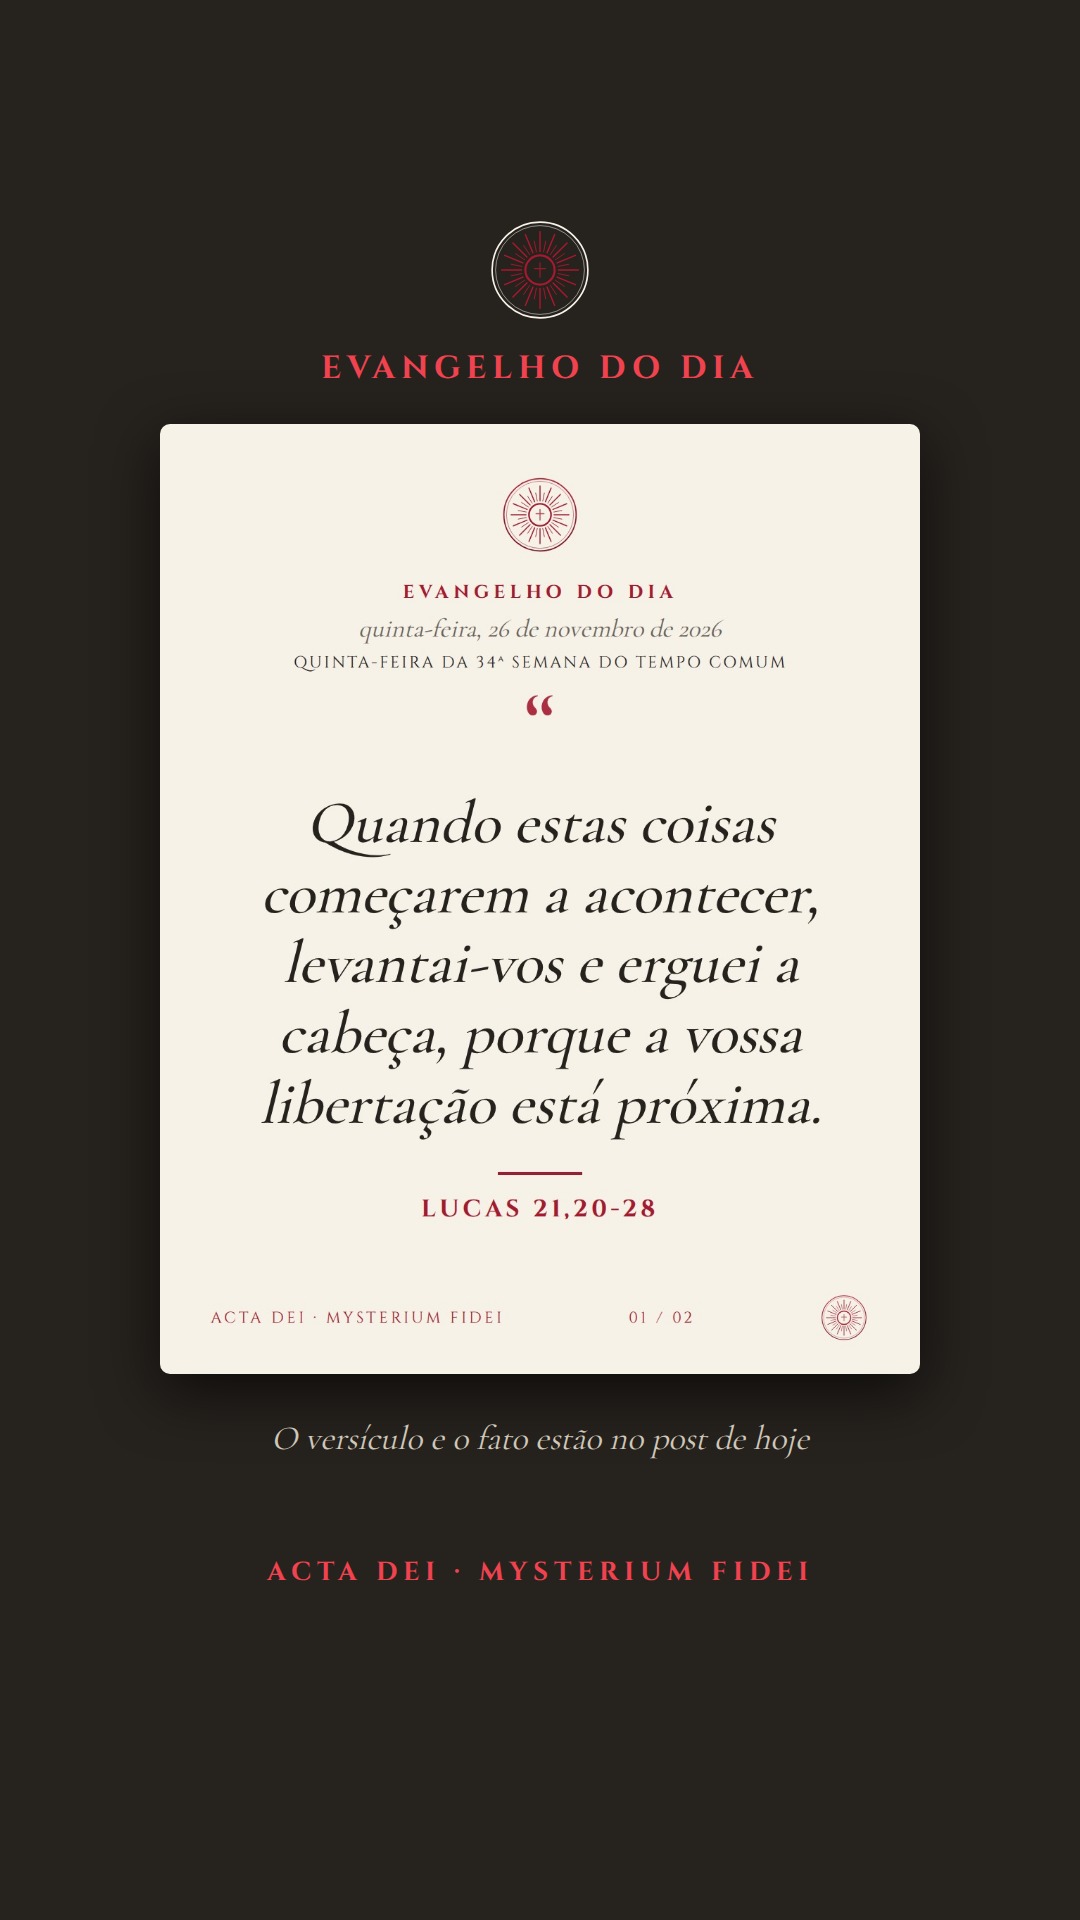 EVANGELHO DO DIA
EVANGELHO DO DIA
quinta-feira, 26 de novembro de 2026
QUINTA-FEIRA DA 34ª SEMANA DO TEMPO COMUM
“
Quando estas coisas
começarem a acontecer,
levantai-vos e erguei a
cabeça, porque a vossa
libertação está próxima.
LUCAS 21,20-28
ACTA DEI · MYSTERIUM FIDEI 01 / 02
O versículo e o fato estão no post de hoje
ACTA DEI · MYSTERIUM FIDEI